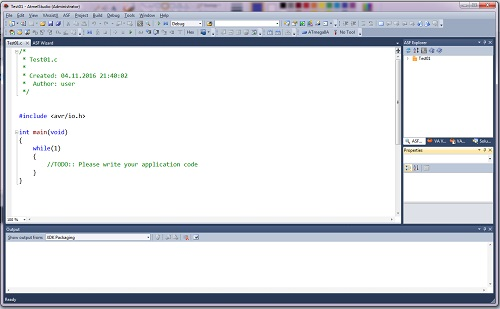 Test01 - AtmelStudio (Administrator)
File Edit View VAssistX ASF Project Build Debug Tools Window Help
Debug
Hex
ATmega8A No Tool
Test01.c ASF Wizard
/*
* Test01.c
*
* Created: 04.11.2016 21:40:02
* Author: user
*/
#include <avr/io.h>
int main(void)
{
while(1)
{
//TODO:: Please write your application code
}
}
100 %
ASF Explorer
Test01
ASF... VA V... VA... Solu...
Properties
Output
Show output from: XDK Packaging
Ready